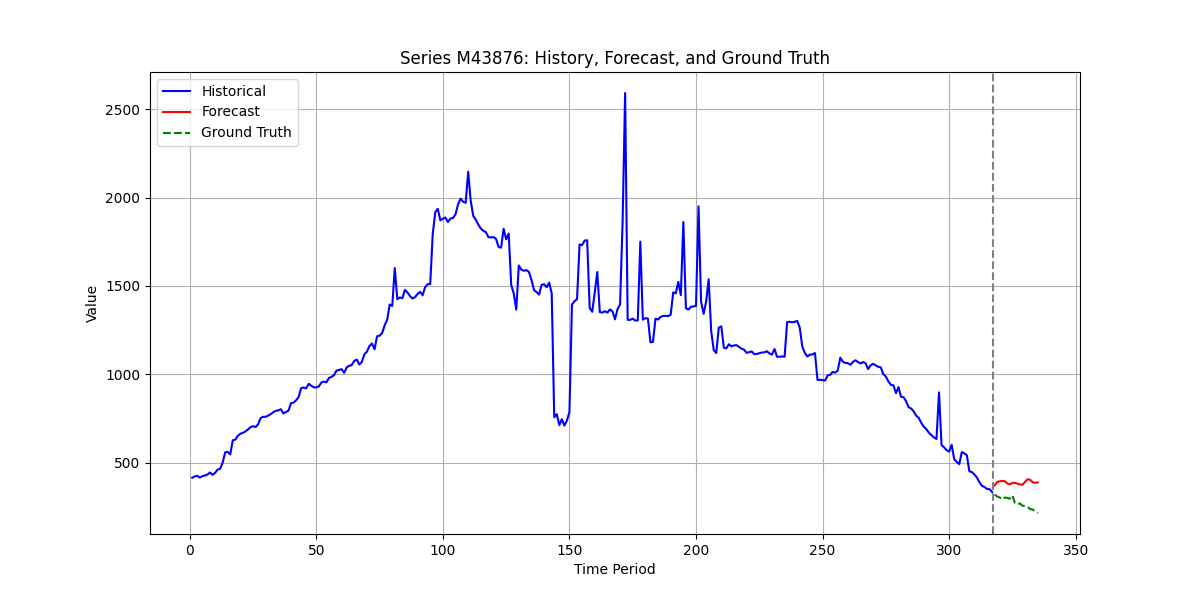 Series M43876: History, Forecast, and Ground Truth
Historical
Forecast
Ground Truth
Value
2500
2000
1500
1000
500
0 50 100 150 200 250 300 350
Time Period